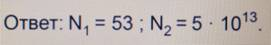 Ответ: N₁ = 53 ; N₂ = 5 · 10¹³.